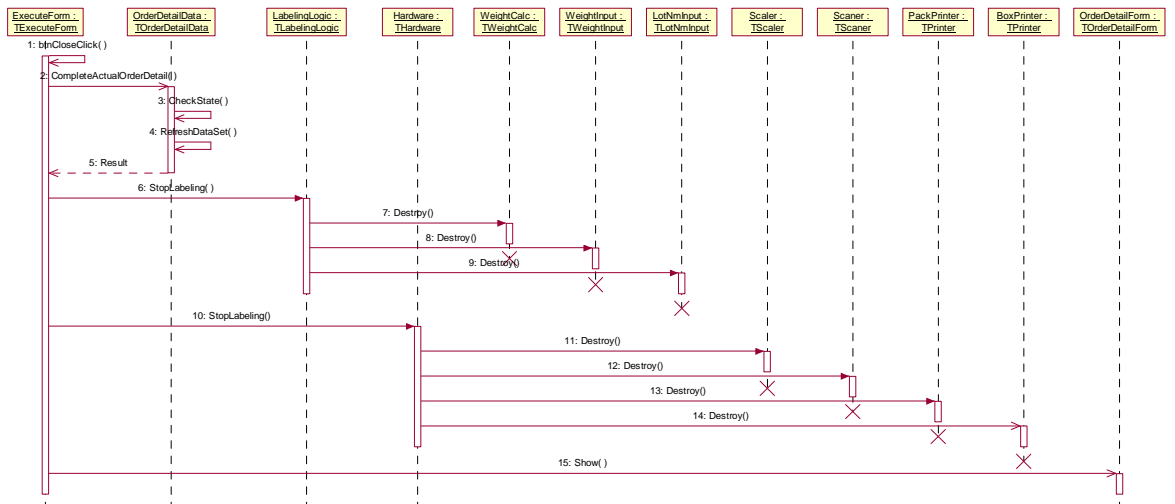 ExecuteForm :
TExecuteForm
OrderDetailData :
TOrderDetailData
LabelingLogic :
TLabelingLogic
Hardware :
THardware
WeightCalc :
TWeightCalc
WeightInput :
TWeightInput
LotNmInput :
TLotNmInput
Scaler :
TScaler
Scaner :
TScaner
PackPrinter :
TPrinter
BoxPrinter :
TPrinter
OrderDetailForm :
TOrderDetailForm
1: btnCloseClick( )
2: CompleteActualOrderDetail( )
3: CheckState( )
4: RefreshDataSet( )
5: Result
6: StopLabeling( )
7: Destroy()
8: Destroy()
9: Destroy()
10: StopLabeling()
11: Destroy()
12: Destroy()
13: Destroy()
14: Destroy()
15: Show( )